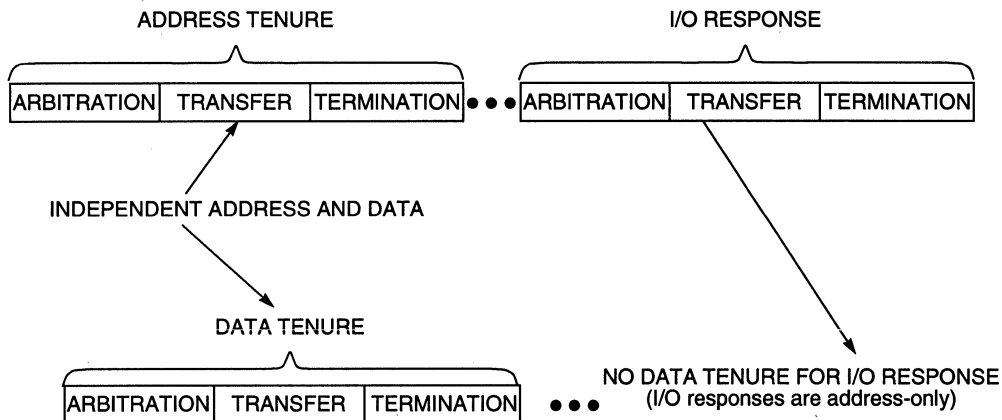 ADDRESS TENURE
I/O RESPONSE
ARBITRATION TRANSFER TERMINATION ••• ARBITRATION TRANSFER TERMINATION
INDEPENDENT ADDRESS AND DATA
DATA TENURE
NO DATA TENURE FOR I/O RESPONSE
(I/O responses are address-only)
ARBITRATION TRANSFER TERMINATION •••